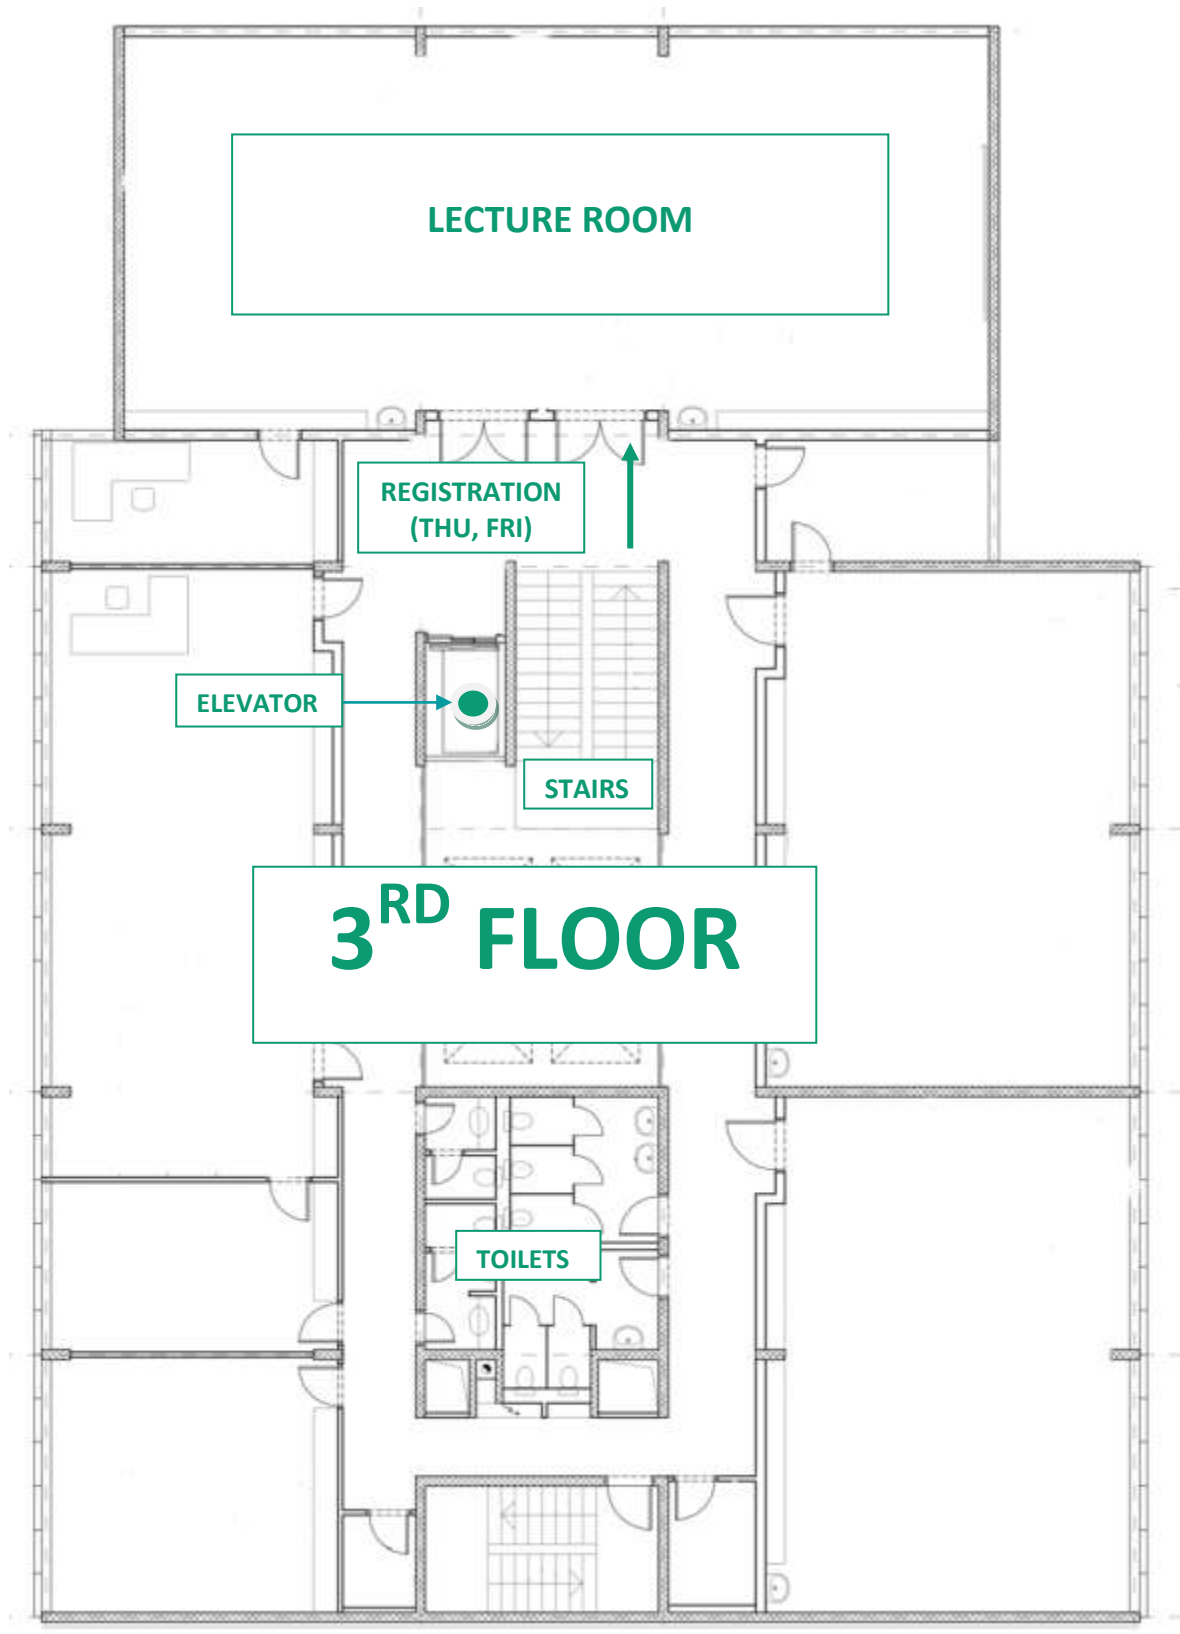 LECTURE ROOM
REGISTRATION
(THU, FRI)
ELEVATOR
STAIRS
3RD FLOOR
TOILETS